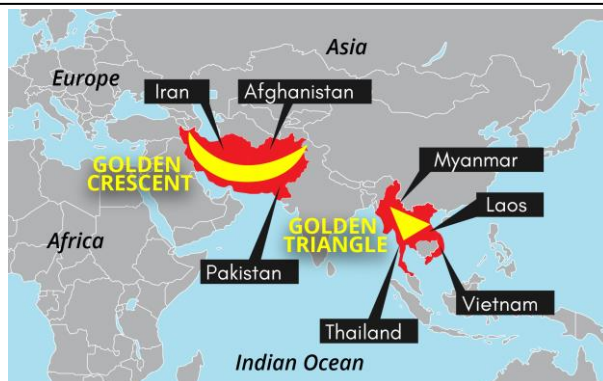 Asia
Europe
Iran
Afghanistan
GOLDEN
CRESCENT
Myanmar
Laos
GOLDEN
TRIANGLE
Africa
Pakistan
Vietnam
Thailand
Indian Ocean